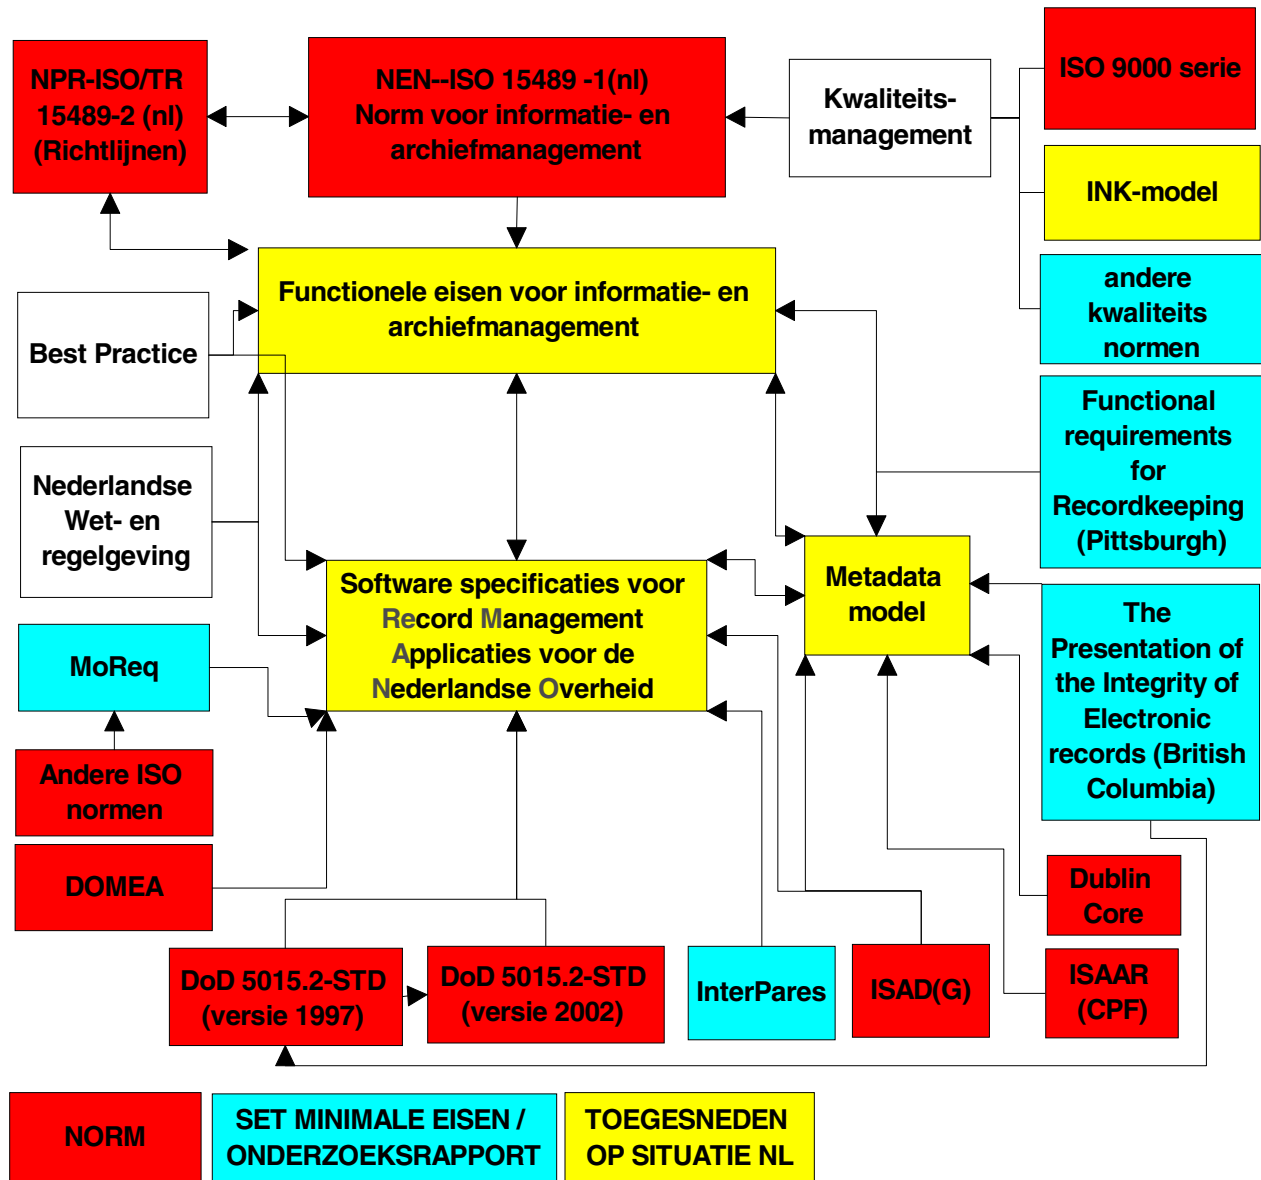 NPR-ISO/TR
15489-2 (nl)
(Richtlijnen)
NEN--ISO 15489 -1(nl)
Norm voor informatie- en
archiefmanagement
Kwaliteits-
management
ISO 9000 serie
INK-model
andere
kwaliteits
normen
Functionele eisen voor informatie- en
archiefmanagement
Best Practice
Functional
requirements
for
Recordkeeping
(Pittsburgh)
Nederlandse
Wet- en
regelgeving
Software specificaties voor
Record Management
Applicaties voor de
Nederlandse Overheid
Metadata
model
The
Presentation of
the Integrity of
Electronic
records (British
Columbia)
MoReq
Andere ISO
normen
DOMEA
Dublin
Core
DoD 5015.2-STD
(versie 1997)
DoD 5015.2-STD
(versie 2002)
InterPares
ISAD(G)
ISAAR
(CPF)
NORM
SET MINIMALE EISEN /
ONDERZOEKSRAPPORT
TOEGESNEDEN
OP SITUATIE NL